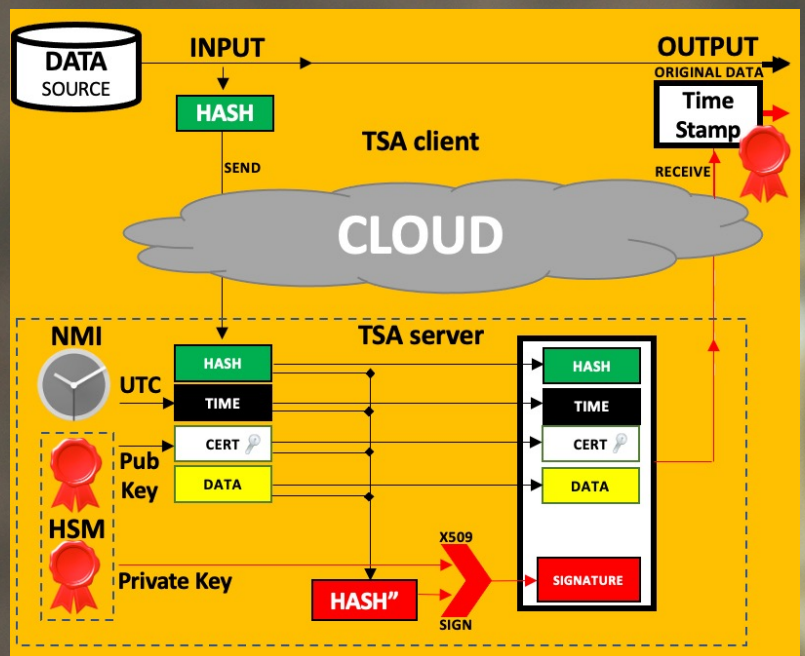 DATA
SOURCE
INPUT
OUTPUT
ORIGINAL DATA
HASH
Time
Stamp
TSA client
SEND
RECEIVE
CLOUD
TSA server
NMI
UTC
HASH
TIME
CERT
DATA
HASH
TIME
CERT
DATA
Pub
Key
HSM
Private Key
X509
HASH”
SIGN
SIGNATURE